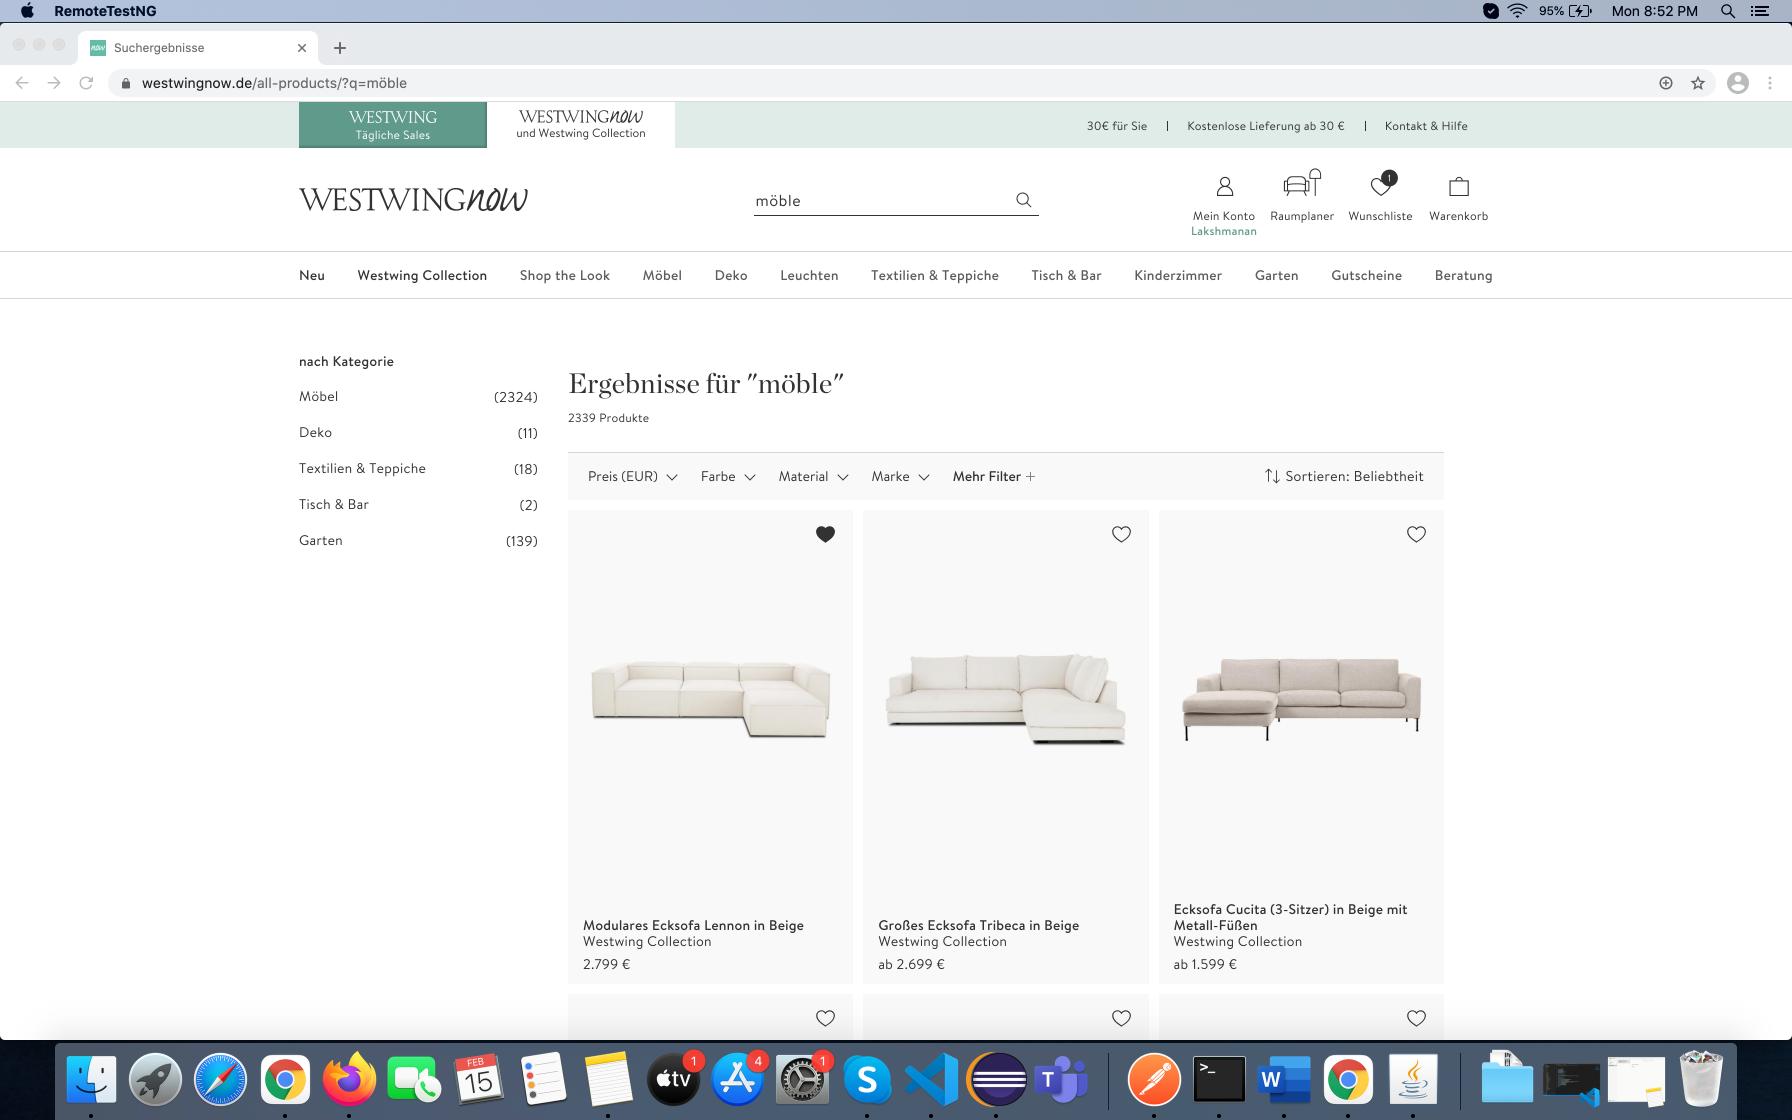 RemoteTestNG
95%
Mon 8:52 PM
now
Suchergebnisse
westwingnow.de/all-products/?q=möble
WESTWING
Tägliche Sales
WESTWINGnow
und Westwing Collection
30€ für Sie
Kostenlose Lieferung ab 30 €
Kontakt & Hilfe
WESTWINGnow
möble
1
Mein Konto
Lakshmanan
Raumplaner
Wunschliste
Warenkorb
Neu
Westwing Collection
Shop the Look
Möbel
Deko
Leuchten
Textilien & Teppiche
Tisch & Bar
Kinderzimmer
Garten
Gutscheine
Beratung
nach Kategorie
Möbel (2324)
Deko (11)
Textilien & Teppiche (18)
Tisch & Bar (2)
Garten (139)
Ergebnisse für "möble"
2339 Produkte
Preis (EUR)
Farbe
Material
Marke
Mehr Filter +
Sortieren: Beliebtheit
Modulares Ecksofa Lennon in Beige
Westwing Collection
2.799 €
Großes Ecksofa Tribeca in Beige
Westwing Collection
ab 2.699 €
Ecksofa Cucita (3-Sitzer) in Beige mit
Metall-Füßen
Westwing Collection
ab 1.599 €
FEB
15
tv
1
4
1
S
T
>_
W